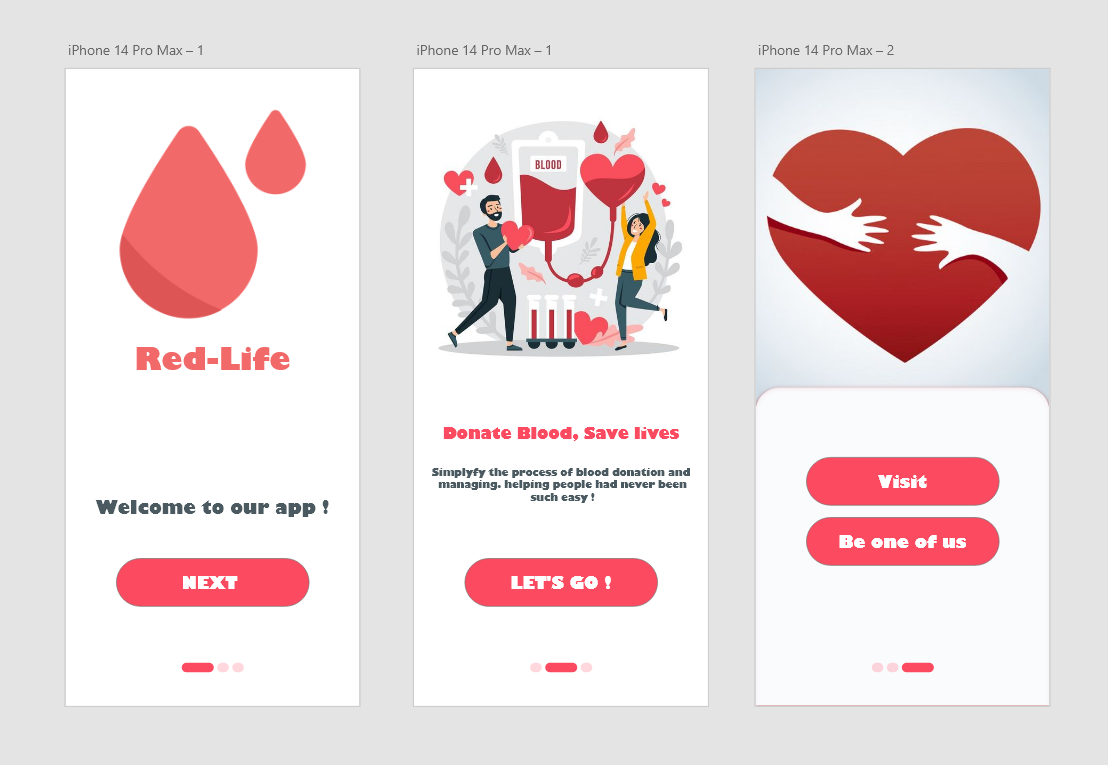 iPhone 14 Pro Max – 1
Red-Life
Welcome to our app !
NEXT
iPhone 14 Pro Max – 1
BLOOD
Donate Blood, Save lives
Simplyfy the process of blood donation and
managing. helping people had never been
such easy !
LET'S GO !
iPhone 14 Pro Max – 2
Visit
Be one of us